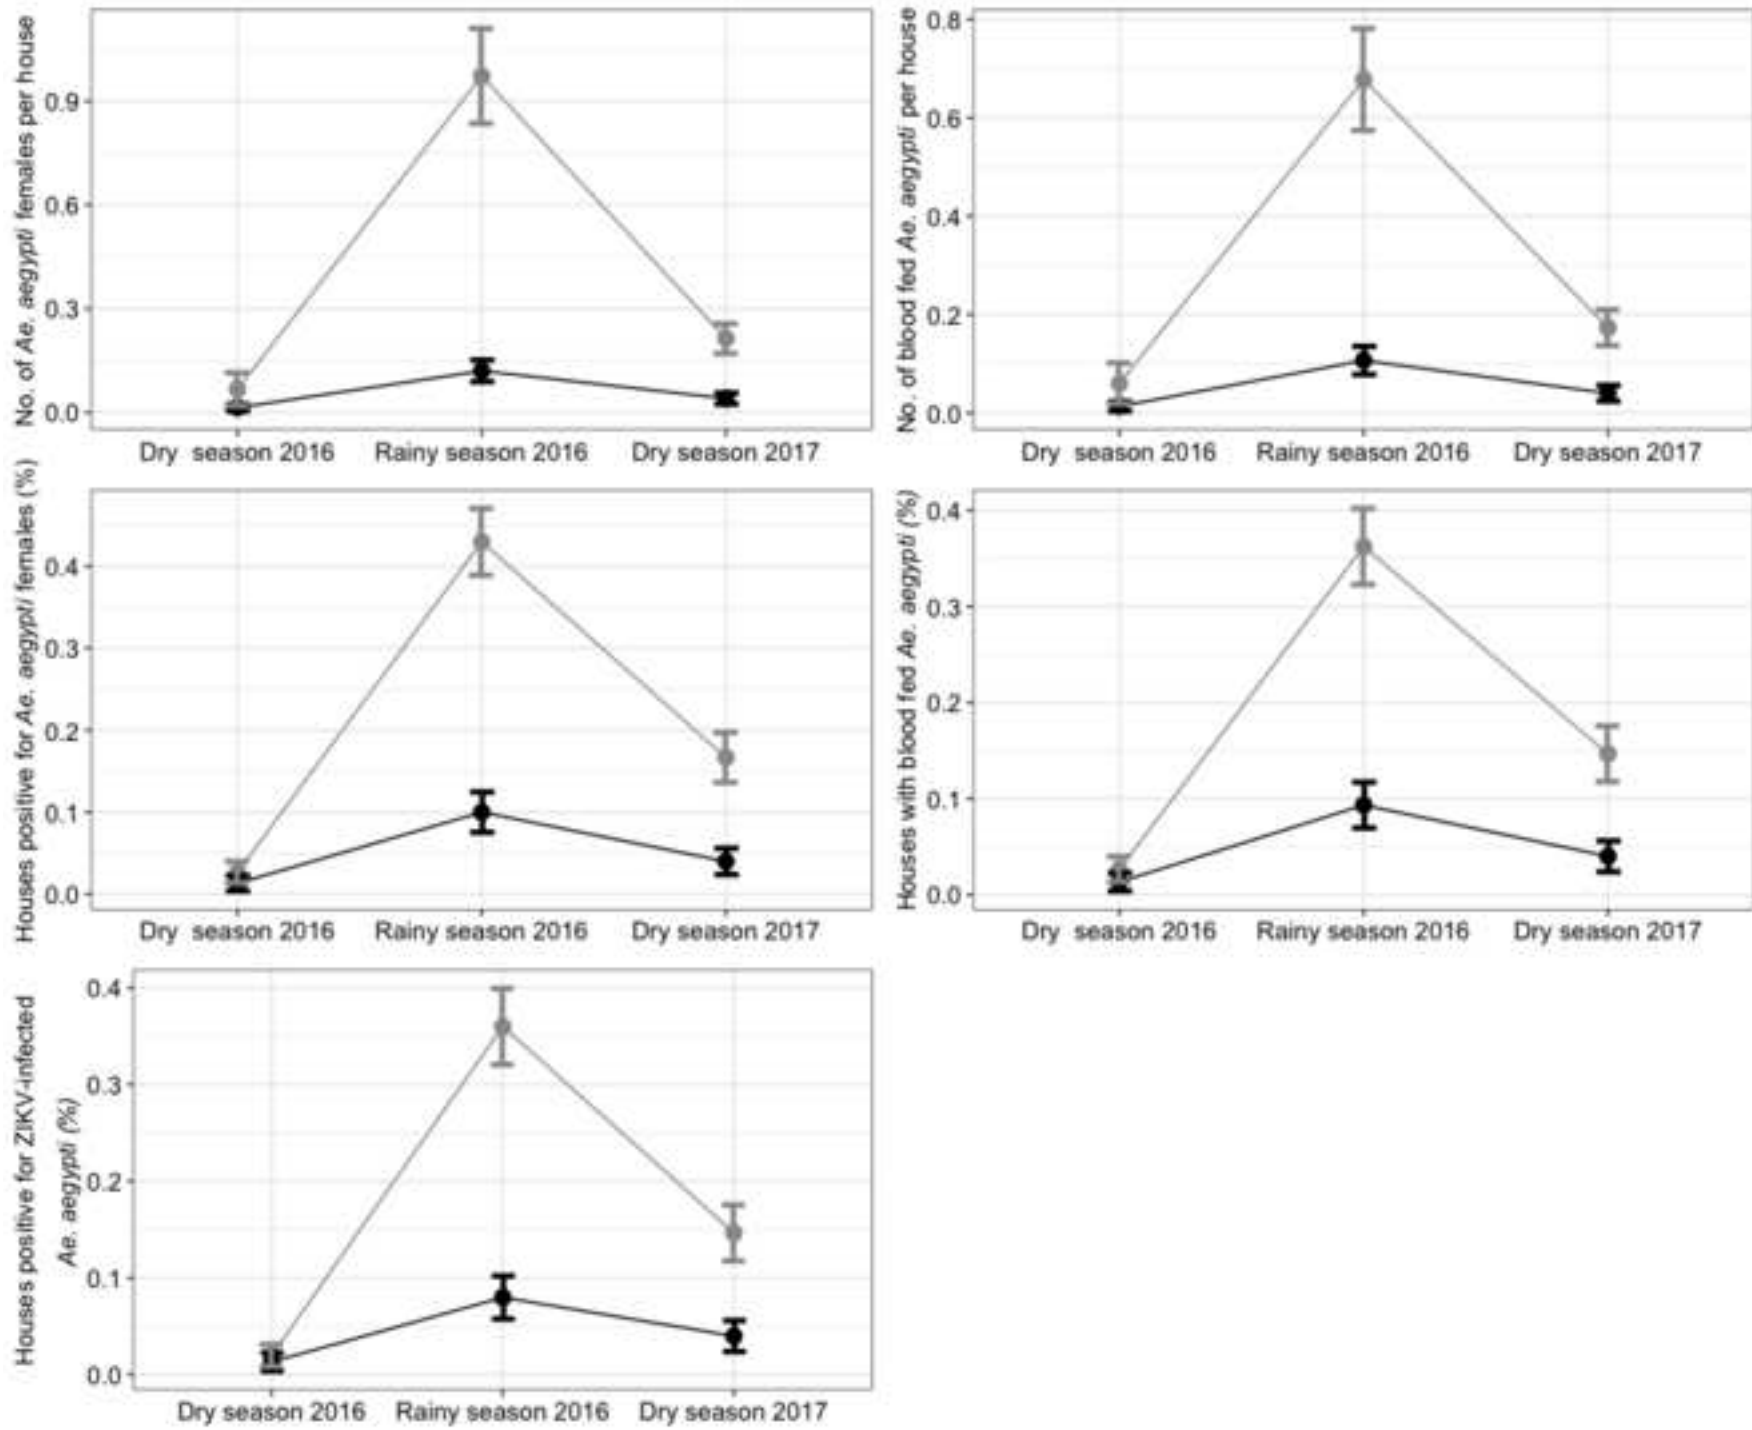 No. of Ae. aegypti females per house
0.9
0.6
0.3
0.0
Dry season 2016 Rainy season 2016 Dry season 2017
No. of blood fed Ae. aegypti per house
0.8
0.6
0.4
0.2
0.0
Dry season 2016 Rainy season 2016 Dry season 2017
Houses positive for Ae. aegypti females (%)
0.4
0.3
0.2
0.1
0.0
Dry season 2016 Rainy season 2016 Dry season 2017
Houses with blood fed Ae. aegypti (%)
0.4
0.3
0.2
0.1
0.0
Dry season 2016 Rainy season 2016 Dry season 2017
Houses positive for ZIKV-infected
Ae. aegypti (%)
0.4
0.3
0.2
0.1
0.0
Dry season 2016 Rainy season 2016 Dry season 2017